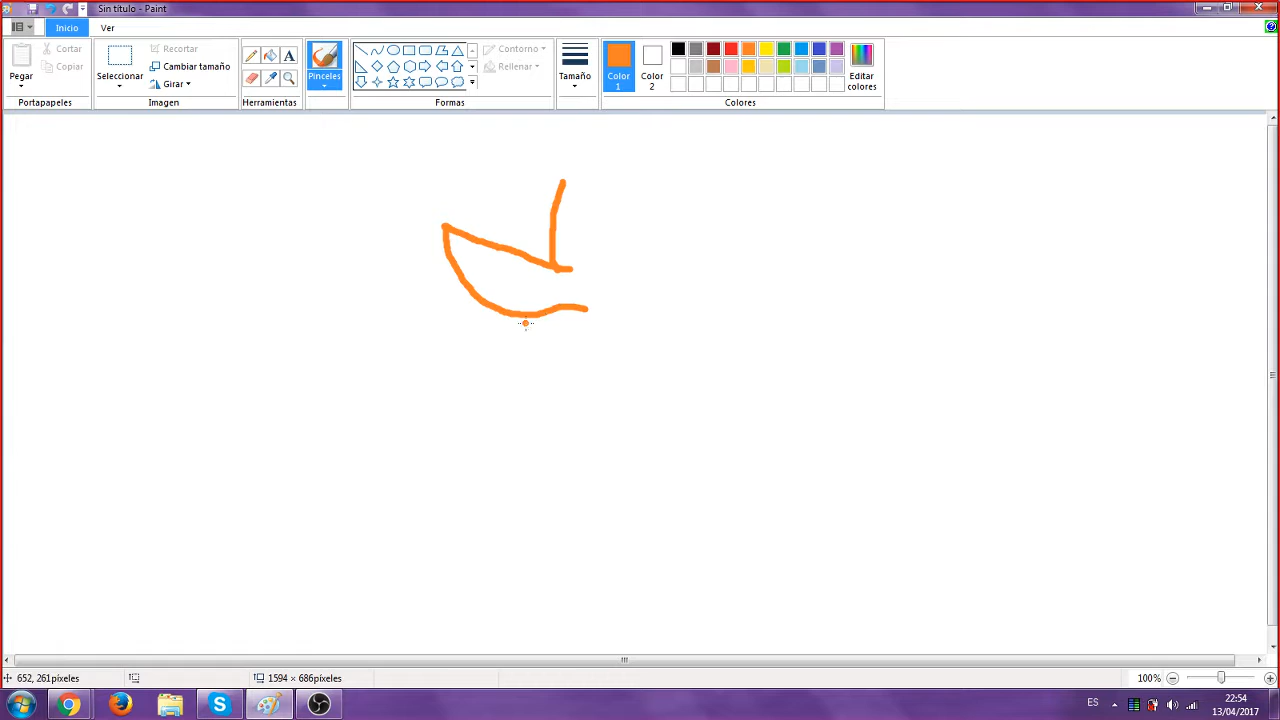 Sin título - Paint
Inicio
Ver
Pegar
Cortar
Copiar
Portapapeles
Seleccionar
Recortar
Cambiar tamaño
Girar
Imagen
A
Herramientas
Pinceles
Contorno
Rellenar
Formas
Tamaño
Color
1
Color
2
Editar
colores
Colores
652, 261píxeles
1594 × 686píxeles
100%
ES
22:54
13/04/2017